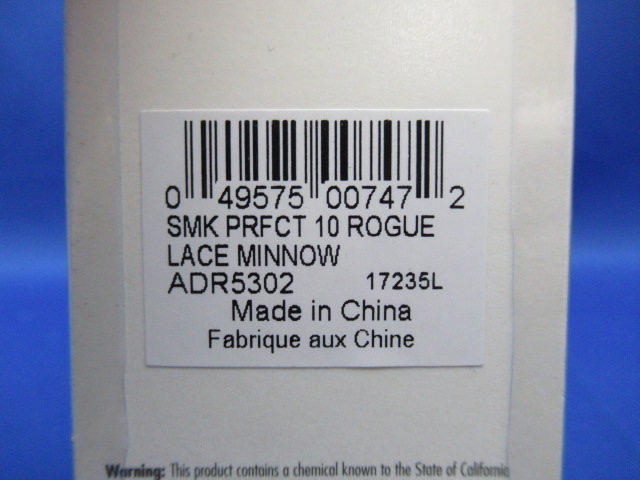 0 49575 00747 2
SMK PRFCT 10 ROGUE
LACE MINNOW
ADR5302 17235L
Made in China
Fabrique aux Chine
Warning: This product contains a chemical known to the State of California